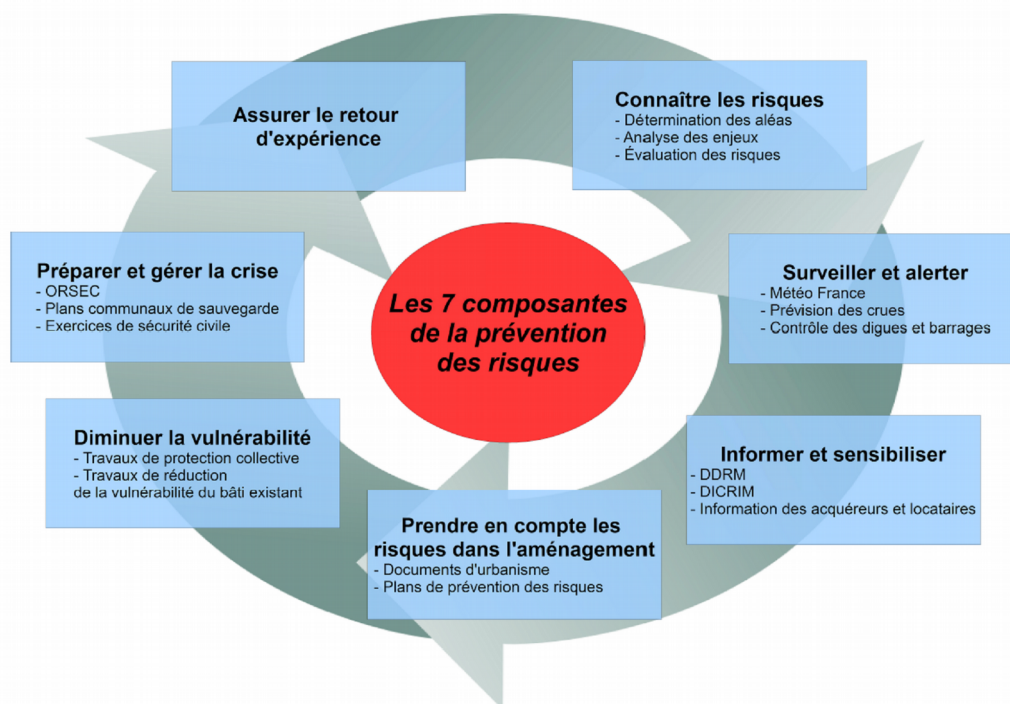 Assurer le retour
d'expérience
Connaître les risques
- Détermination des aléas
- Analyse des enjeux
- Évaluation des risques
Préparer et gérer la crise
- ORSEC
- Plans communaux de sauvegarde
- Exercices de sécurité civile
Les 7 composantes
de la prévention
des risques
Surveiller et alerter
- Météo France
- Prévision des crues
- Contrôle des digues et barrages
Diminuer la vulnérabilité
- Travaux de protection collective
- Travaux de réduction
de la vulnérabilité du bâti existant
Informer et sensibiliser
- DDRM
- DICRIM
- Information des acquéreurs et locataires
Prendre en compte les
risques dans l'aménagement
- Documents d'urbanisme
- Plans de prévention des risques